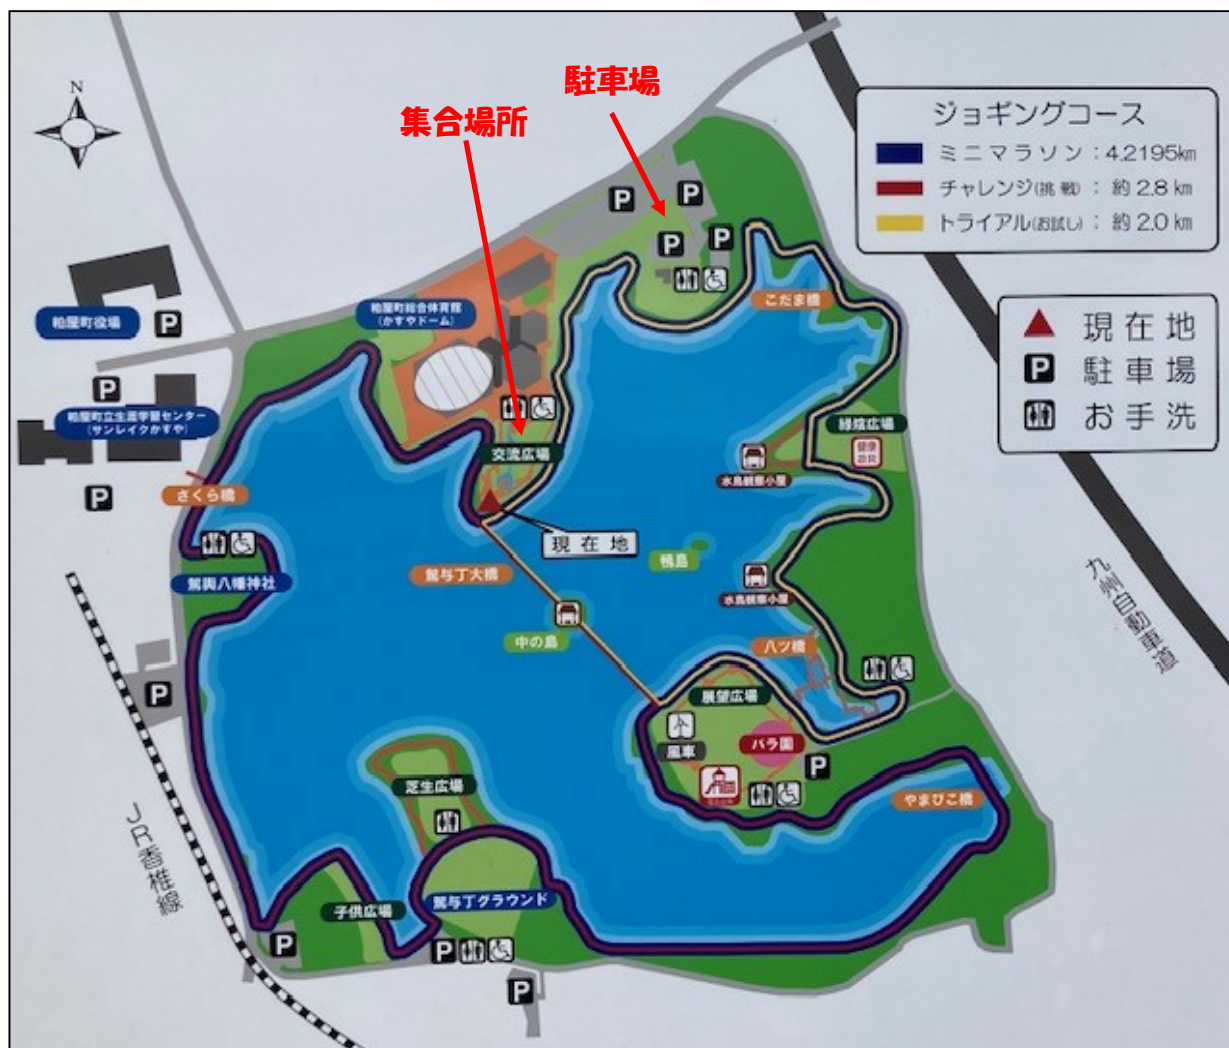 N
駐車場
集合場所
ジョギングコース
ミニマラソン：4.2195km
チャレンジ(挑戦)：約2.8km
トライアル(お試し)：約2.0km
現在地
P 駐車場
お手洗
P
P
P
P
こだま橋
粕屋町総合体育館
(かすやドーム)
粕屋町役場
P
P
粕屋町立生涯学習センター
(サンレイクかすや)
P
交流広場
緑陰広場
健康
遊具
水鳥観察小屋
さくら橋
現在地
駕輿八幡神社
駕与丁大橋
鴨島
水鳥観察小屋
九州自動車道
中の島
八ツ橋
P
展望広場
風車
バラ園
P
芝生広場
やまびこ橋
JR香椎線
子供広場
駕与丁グラウンド
P
P
P